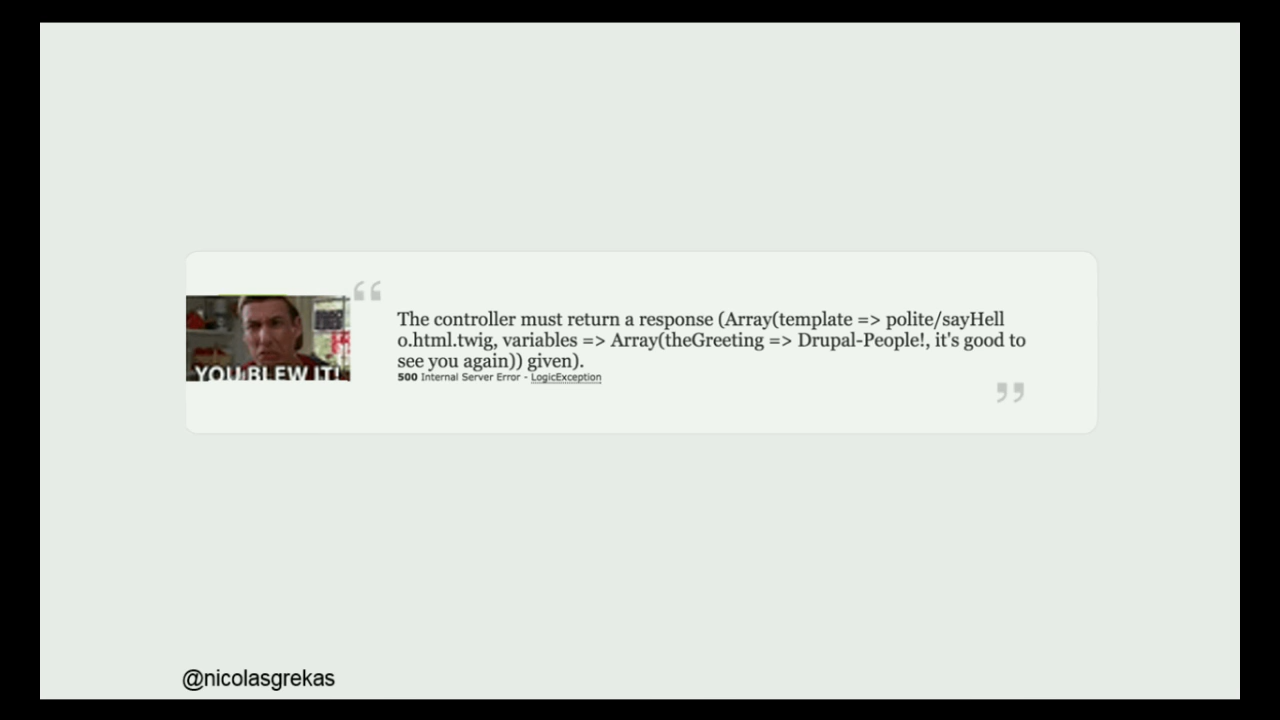 “
The controller must return a response (Array(template => polite/sayHell
o.html.twig, variables => Array(theGreeting => Drupal-People!, it's good to
see you again)) given).
500 Internal Server Error - LogicException
”
YOU BLEW IT!
@nicolasgrekas